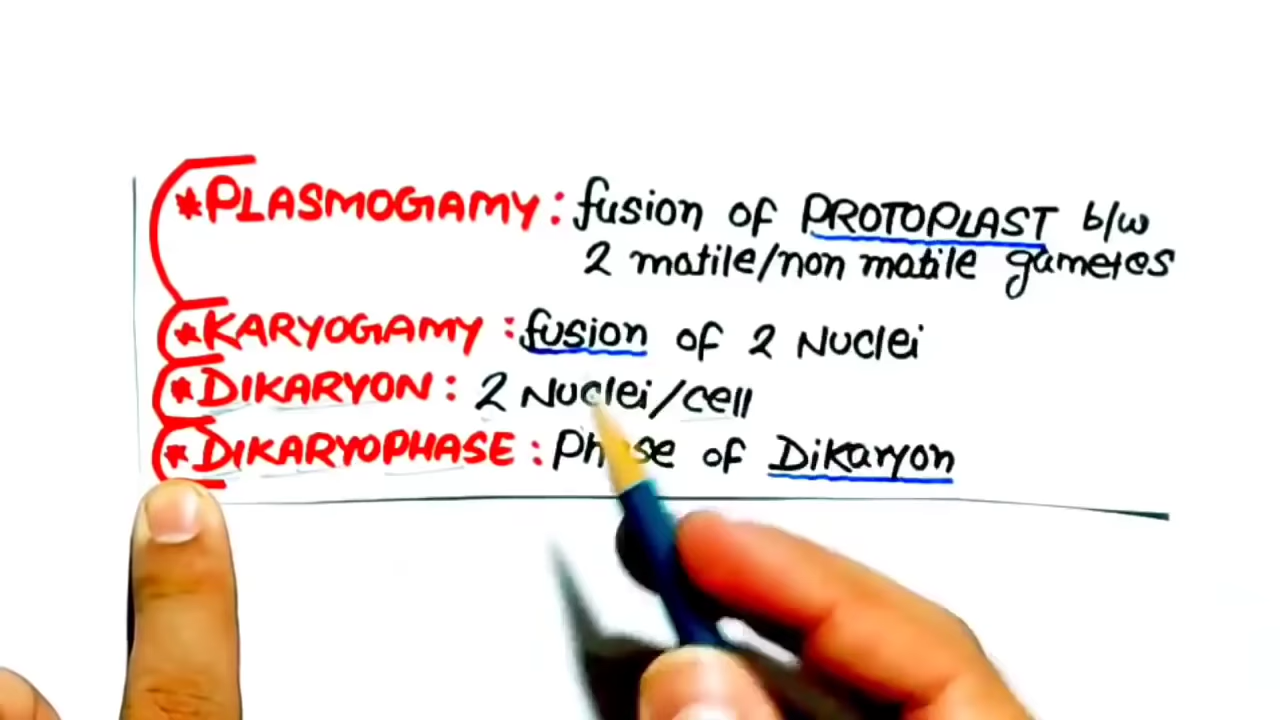 *PLASMOGAMY: fusion of PROTOPLAST b/w
2 motile/non motile gametes
*KARYOGAMY: fusion of 2 Nuclei
*DIKARYON: 2 Nuclei/cell
*DIKARYOPHASE: Phase of Dikaryon